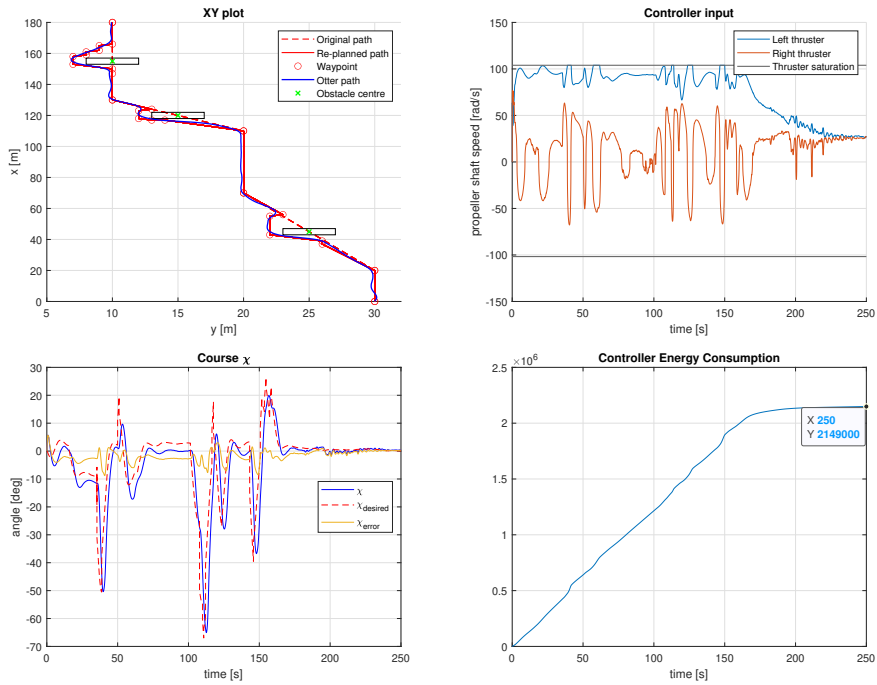 XY plot
180
160
140
120
100
80
60
40
20
0
x [m]
5
10
15
20
25
30
y [m]
Original path
Re-planned path
Waypoint
Otter path
Obstacle centre
Controller input
150
100
50
0
-50
-100
-150
propeller shaft speed [rad/s]
0
50
100
150
200
250
time [s]
Left thruster
Right thruster
Thruster saturation
Course χ
30
20
10
0
-10
-20
-30
-40
-50
-60
-70
angle [deg]
0
50
100
150
200
250
time [s]
χ
χdesired
χerror
Controller Energy Consumption
×10⁶
2.5
2
1.5
1
0.5
0
0
50
100
150
200
250
time [s]
X 250
Y 2149000